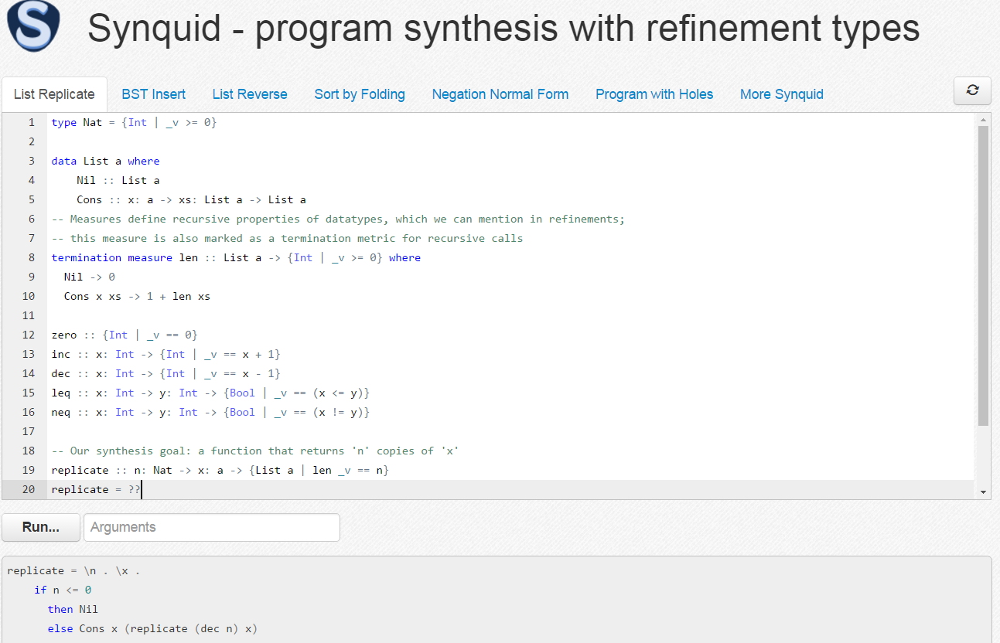 S
Synquid - program synthesis with refinement types
List Replicate BST Insert List Reverse Sort by Folding Negation Normal Form Program with Holes More Synquid
1 type Nat = {Int | _v >= 0}
2
3 data List a where
4 Nil :: List a
5 Cons :: x: a -> xs: List a -> List a
6 -- Measures define recursive properties of datatypes, which we can mention in refinements;
7 -- this measure is also marked as a termination metric for recursive calls
8 termination measure len :: List a -> {Int | _v >= 0} where
9 Nil -> 0
10 Cons x xs -> 1 + len xs
11
12 zero :: {Int | _v == 0}
13 inc :: x: Int -> {Int | _v == x + 1}
14 dec :: x: Int -> {Int | _v == x - 1}
15 leq :: x: Int -> y: Int -> {Bool | _v == (x <= y)}
16 neq :: x: Int -> y: Int -> {Bool | _v == (x != y)}
17
18 -- Our synthesis goal: a function that returns 'n' copies of 'x'
19 replicate :: n: Nat -> x: a -> {List a | len _v == n}
20 replicate = ??
Run... Arguments
replicate = \n . \x .
if n <= 0
then Nil
else Cons x (replicate (dec n) x)